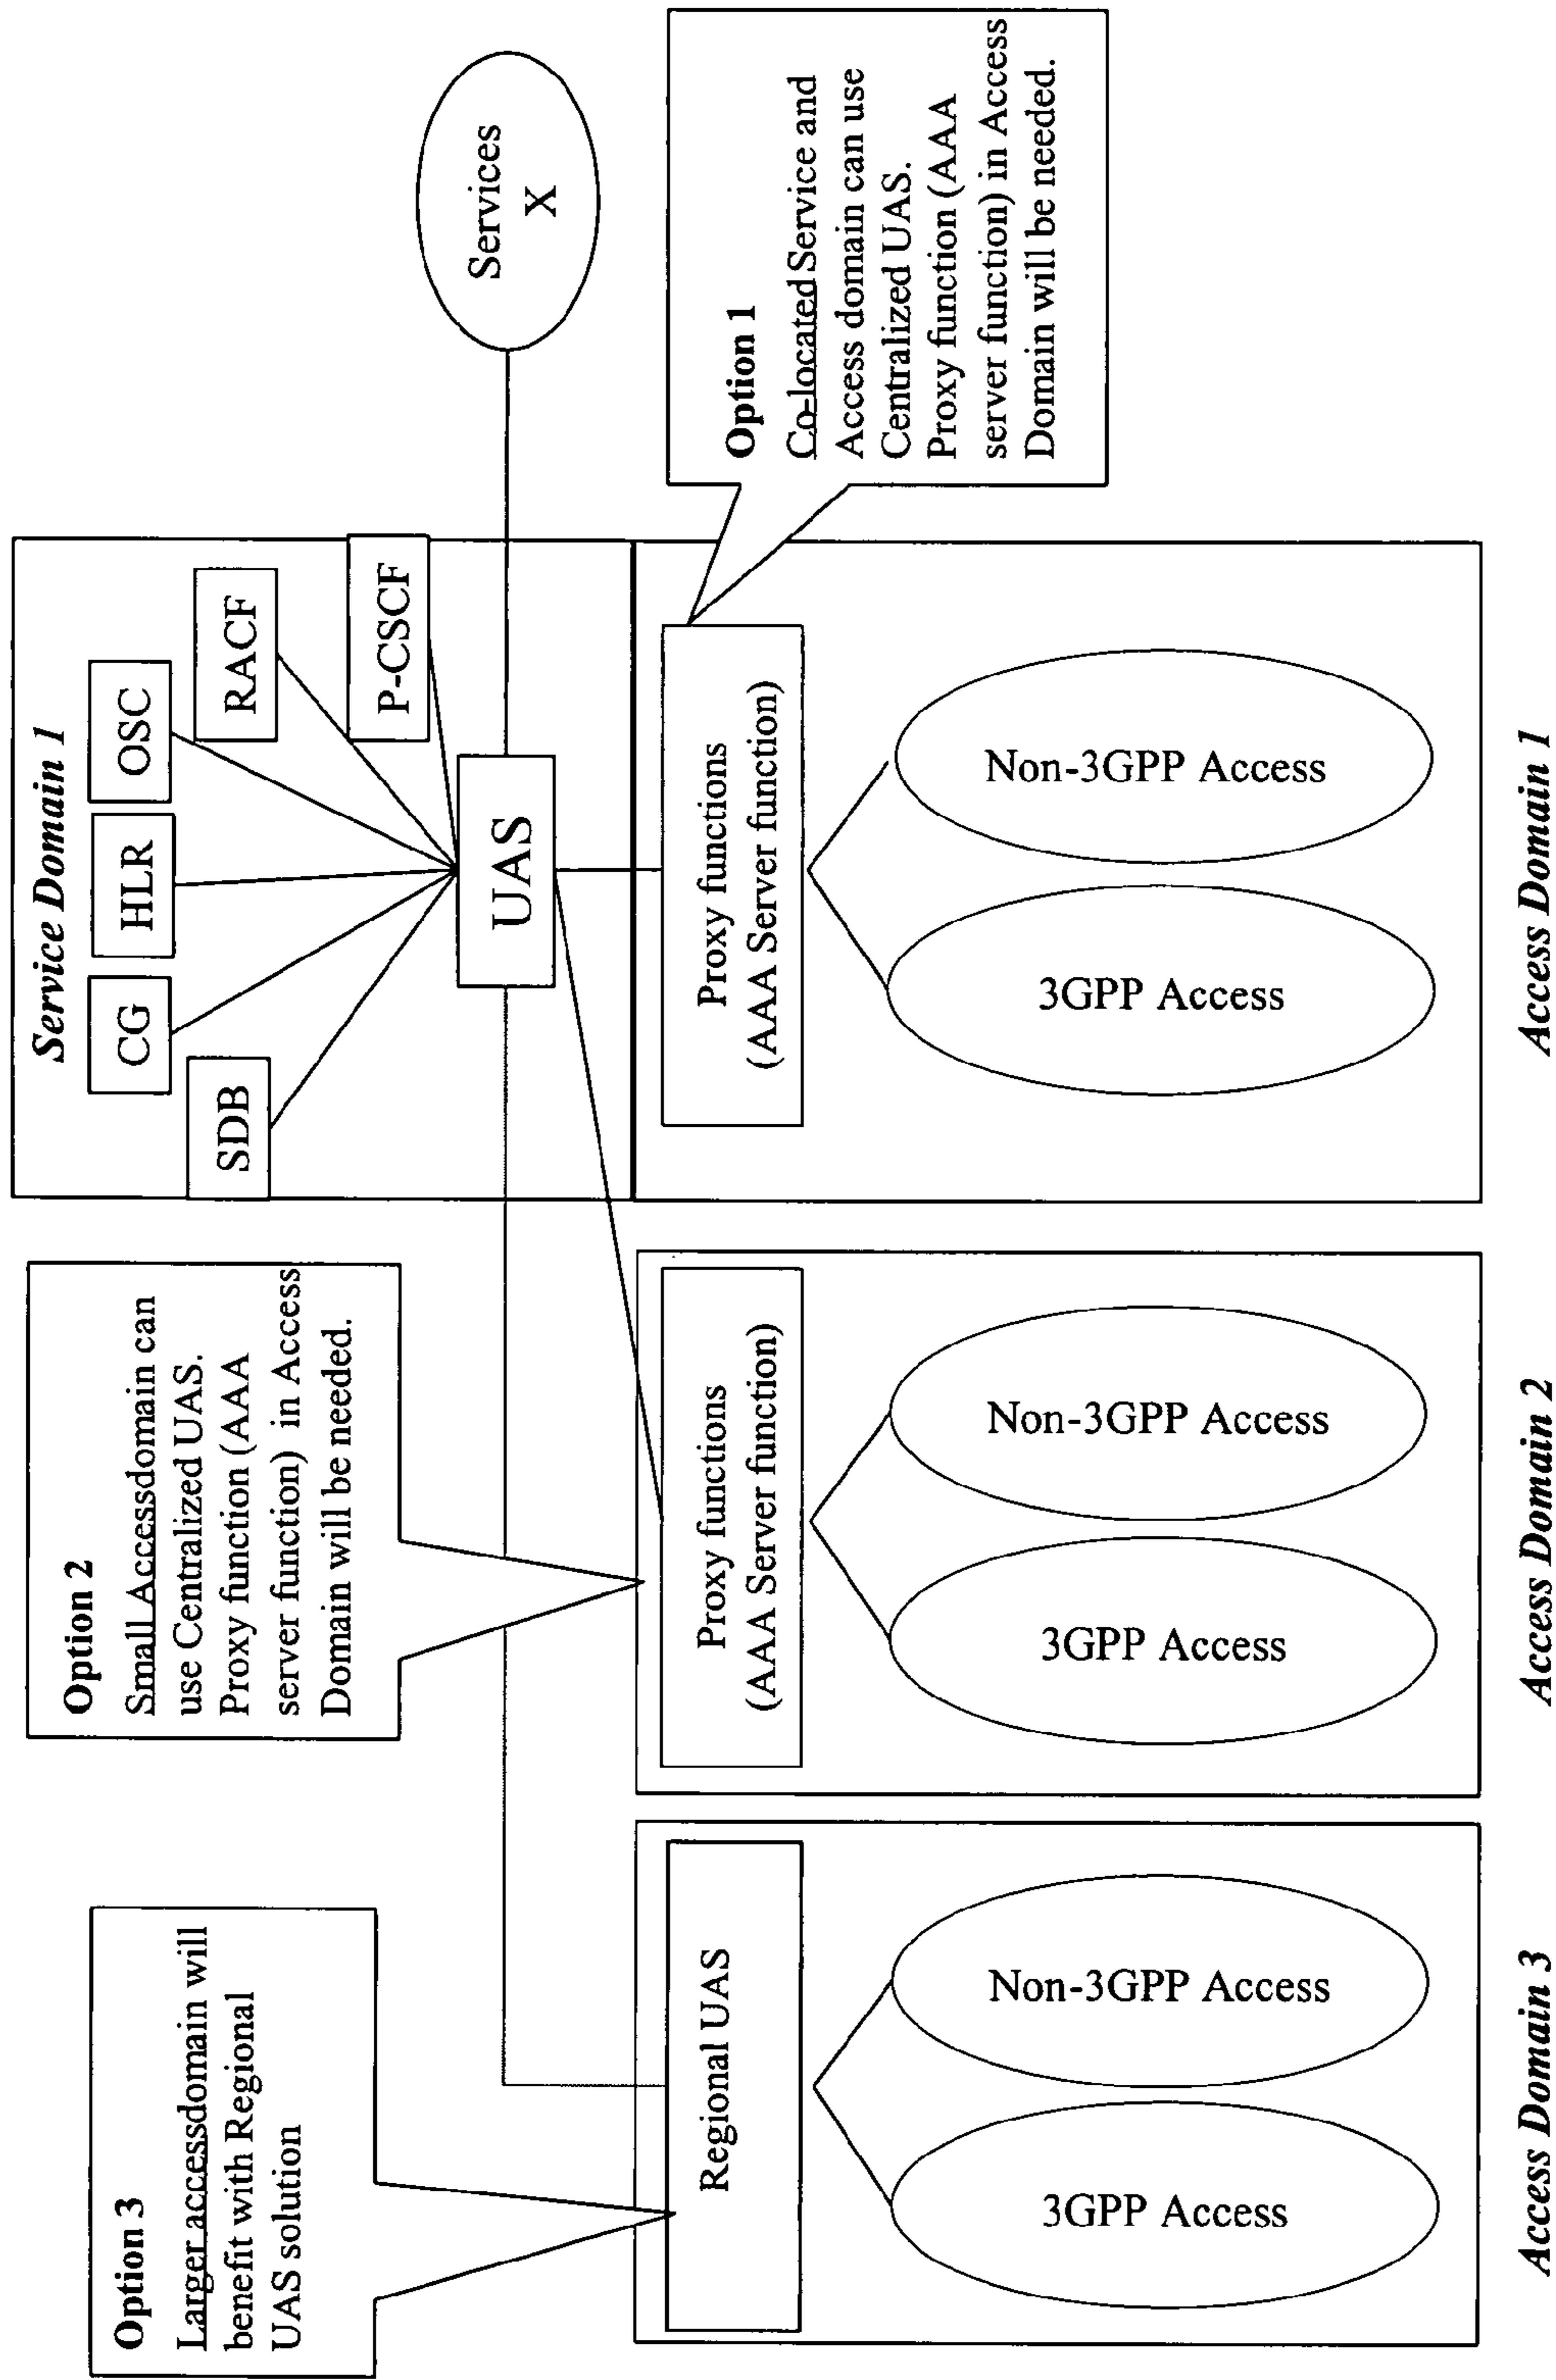 Option 3
Larger accessdomain will
benefit with Regional
UAS solution
Option 2
Small Accessdomain can
use Centralized UAS.
Proxy function (AAA
server function) in Access
Domain will be needed.
Service Domain 1
SDB
CG
HLR
OSC
RACF
P-CSCF
UAS
Services
X
Option 1
Co-located Service and
Access domain can use
Centralized UAS.
Proxy function (AAA
server function) in Access
Domain will be needed.
Regional UAS
3GPP Access
Non-3GPP Access
Access Domain 3
Proxy functions
(AAA Server function)
3GPP Access
Non-3GPP Access
Access Domain 2
Proxy functions
(AAA Server function)
3GPP Access
Non-3GPP Access
Access Domain 1